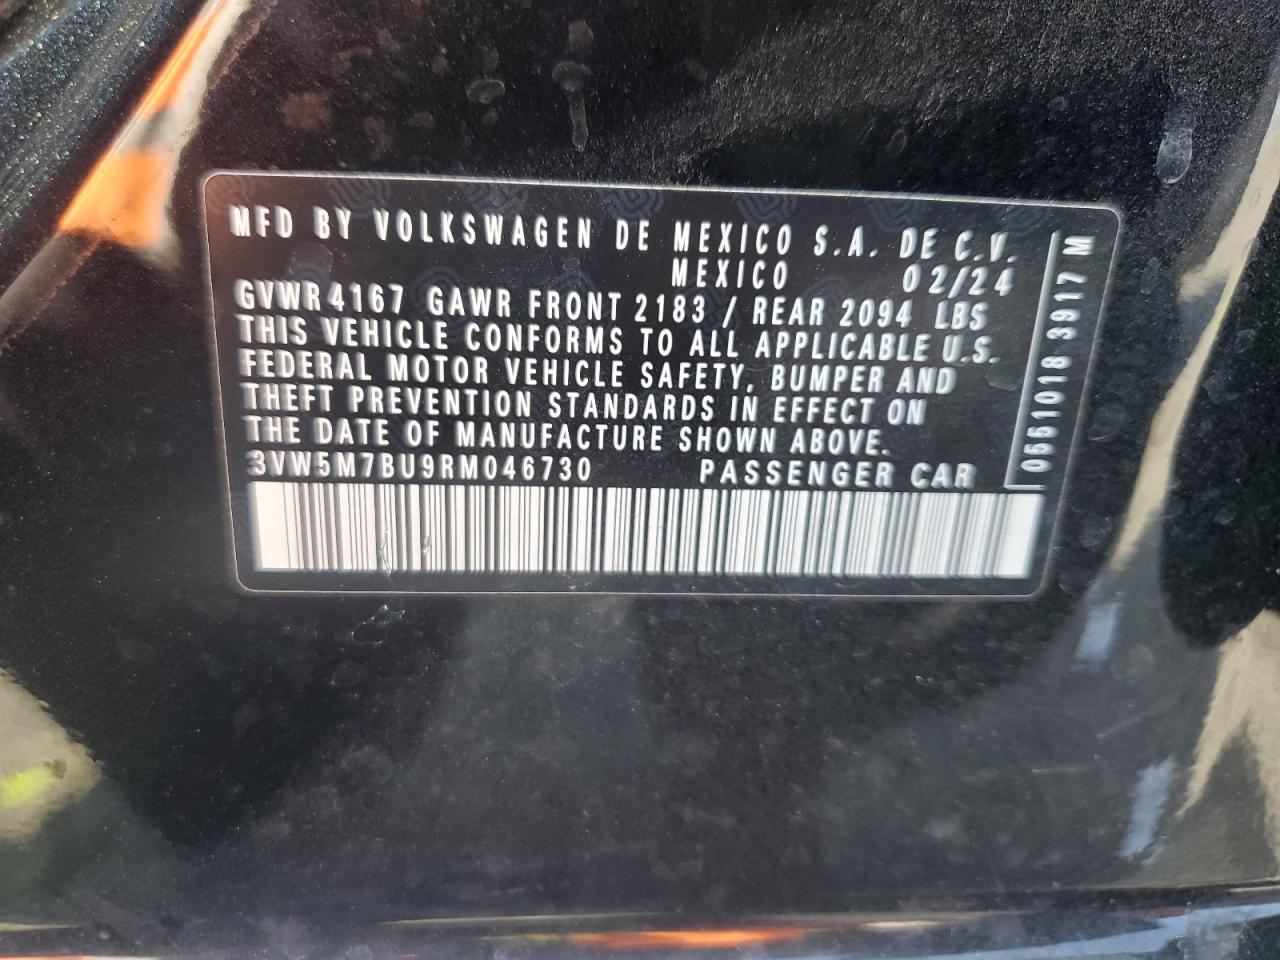 MFD BY VOLKSWAGEN DE MEXICO S.A. DE C.V.
MEXICO 02/24
GVWR 4167 GAWR FRONT 2183 / REAR 2094 LBS
THIS VEHICLE CONFORMS TO ALL APPLICABLE U.S.
FEDERAL MOTOR VEHICLE SAFETY, BUMPER AND
THEFT PREVENTION STANDARDS IN EFFECT ON
THE DATE OF MANUFACTURE SHOWN ABOVE.
3VW5M7BU9RM046730 PASSENGER CAR
0551018 3917 M